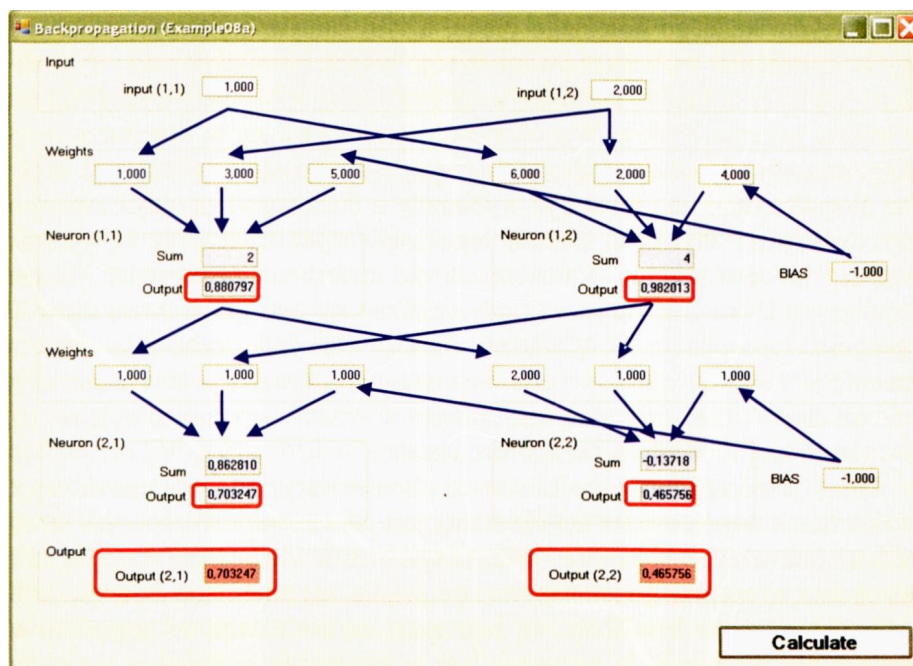 Backpropagation (Example08a)
Input
input (1,1) 1,000 input (1,2) 2,000
Weights
1,000 3,000 5,000 6,000 2,000 4,000
Neuron (1,1) Neuron (1,2)
Sum 2 Sum 4 BIAS -1,000
Output 0,880797 Output 0,982013
Weights
1,000 1,000 1,000 2,000 1,000 1,000
Neuron (2,1) Neuron (2,2)
Sum 0,862810 Sum -0,13718 BIAS -1,000
Output 0,703247 Output 0,465756
Output
Output (2,1) 0,703247 Output (2,2) 0,465756
Calculate